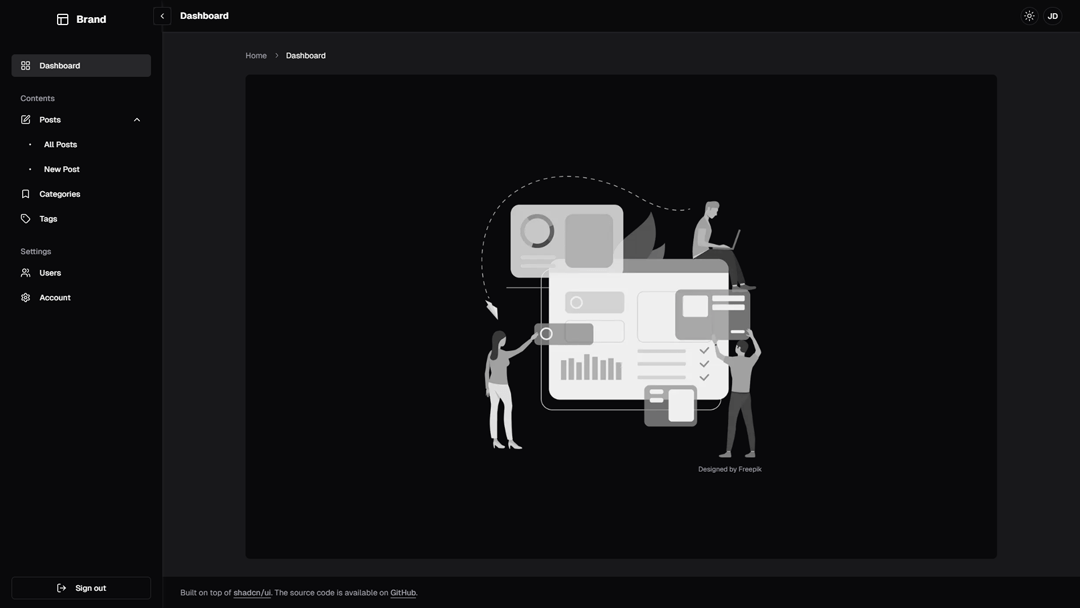 Brand
Dashboard
JD
Dashboard
Contents
Posts
All Posts
New Post
Categories
Tags
Settings
Users
Account
Sign out
Home > Dashboard
Designed by Freepik
Built on top of shadcn/ui. The source code is available on GitHub.